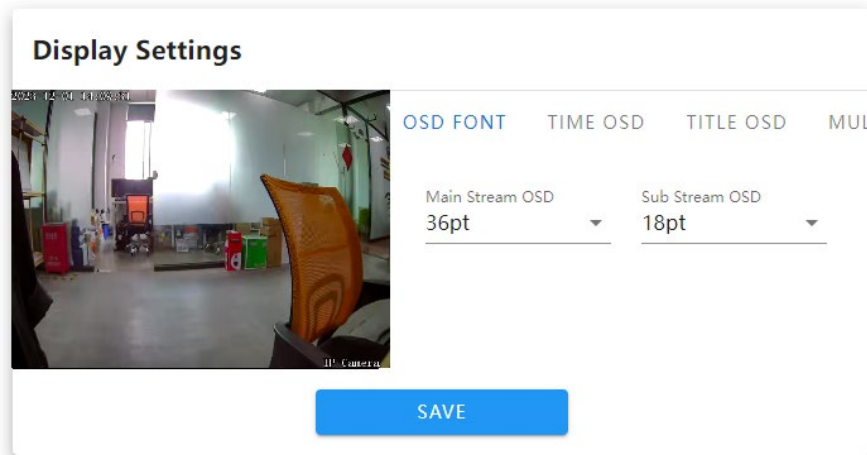 Display Settings
OSD FONT TIME OSD TITLE OSD MUL
Main Stream OSD Sub Stream OSD
36pt 18pt
IP Camera
SAVE